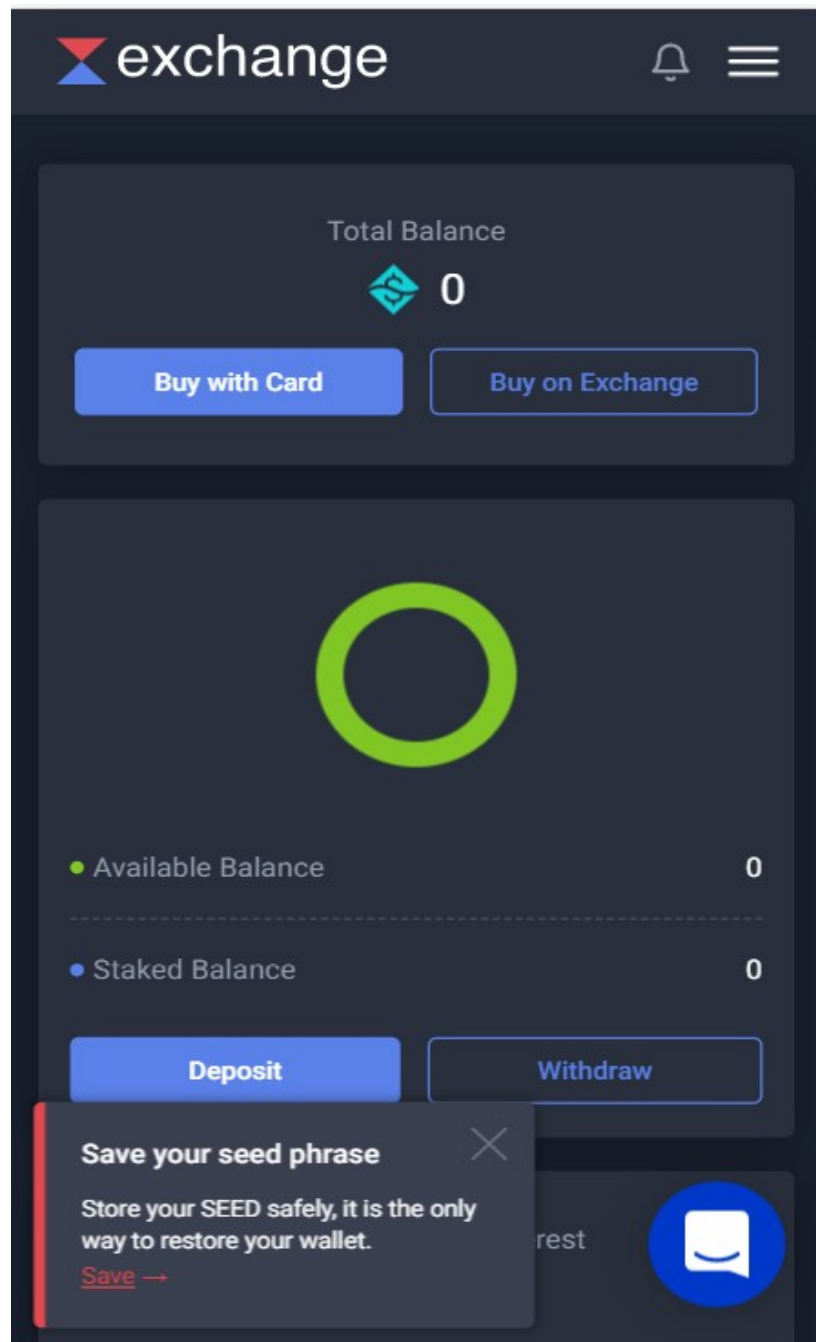 exchange
Total Balance
0
Buy with Card
Buy on Exchange
Available Balance
0
Staked Balance
0
Deposit
Withdraw
Save your seed phrase
Store your SEED safely, it is the only
way to restore your wallet.
Save →
rest